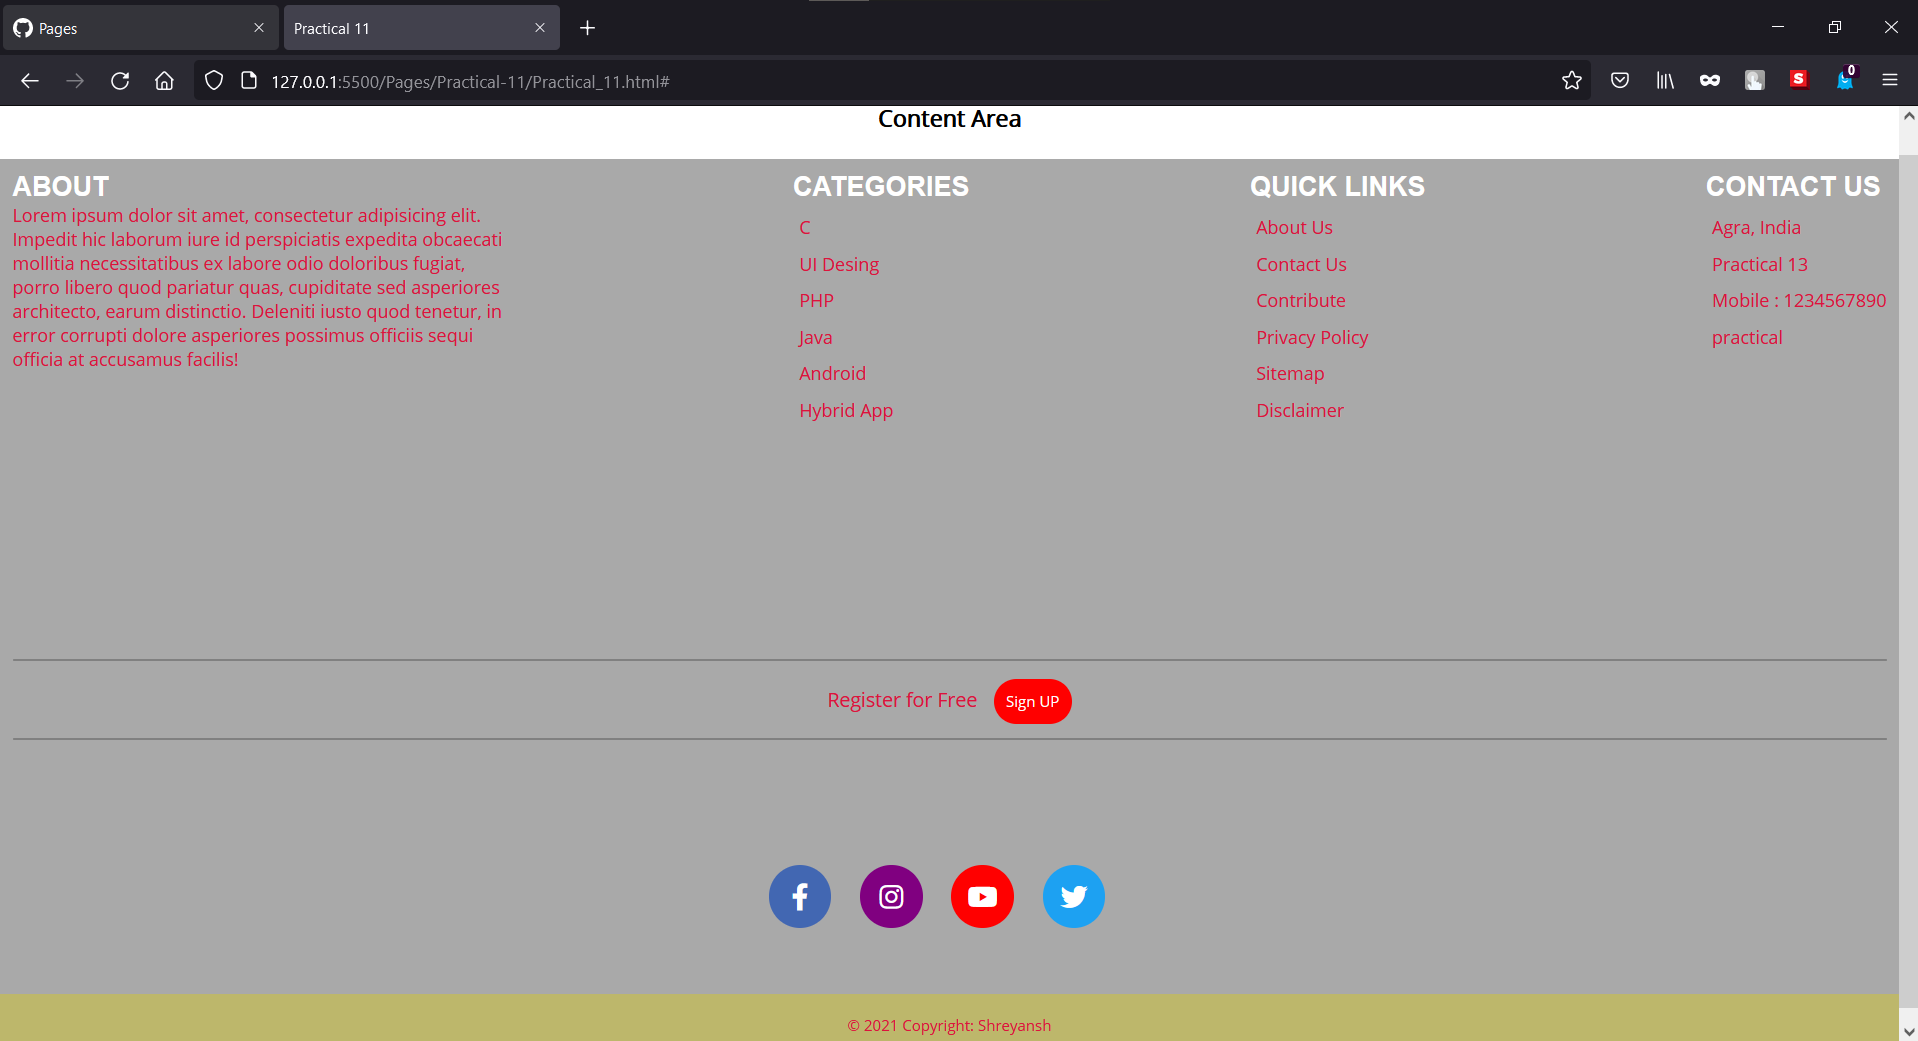 Pages
Practical 11
127.0.0.1:5500/Pages/Practical-11/Practical_11.html#
S
0
Content Area
ABOUT
Lorem ipsum dolor sit amet, consectetur adipisicing elit.
Impedit hic laborum iure id perspiciatis expedita obcaecati
mollitia necessitatibus ex labore odio doloribus fugiat,
porro libero quod pariatur quas, cupiditate sed asperiores
architecto, earum distinctio. Deleniti iusto quod tenetur, in
error corrupti dolore asperiores possimus officiis sequi
officia at accusamus facilis!
CATEGORIES
C
UI Desing
PHP
Java
Android
Hybrid App
QUICK LINKS
About Us
Contact Us
Contribute
Privacy Policy
Sitemap
Disclaimer
CONTACT US
Agra, India
Practical 13
Mobile : 1234567890
practical
Register for Free
Sign UP
© 2021 Copyright: Shreyansh